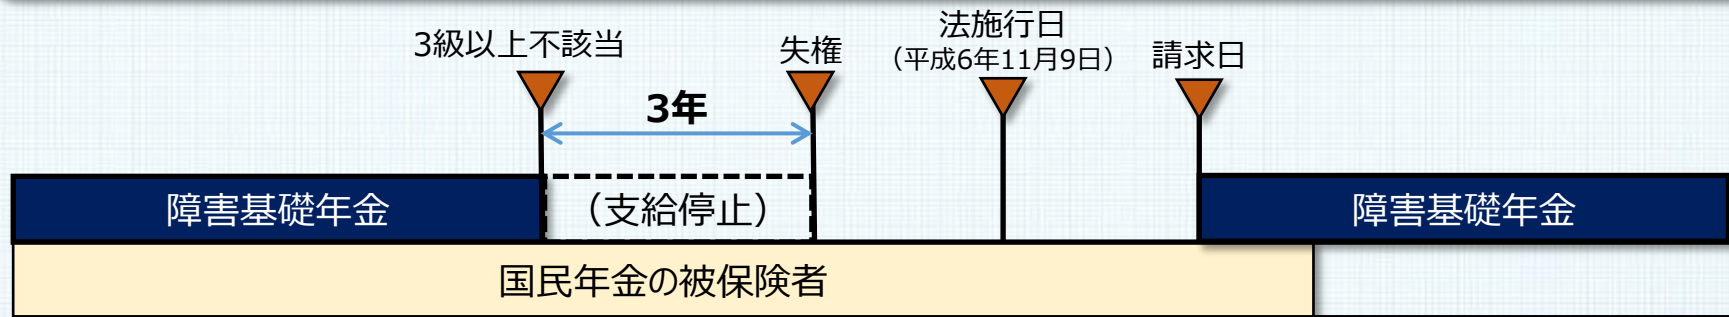 3級以上不該当
失権
法施行日
（平成6年11月9日）
請求日
3年
障害基礎年金
（支給停止）
障害基礎年金
国民年金の被保険者